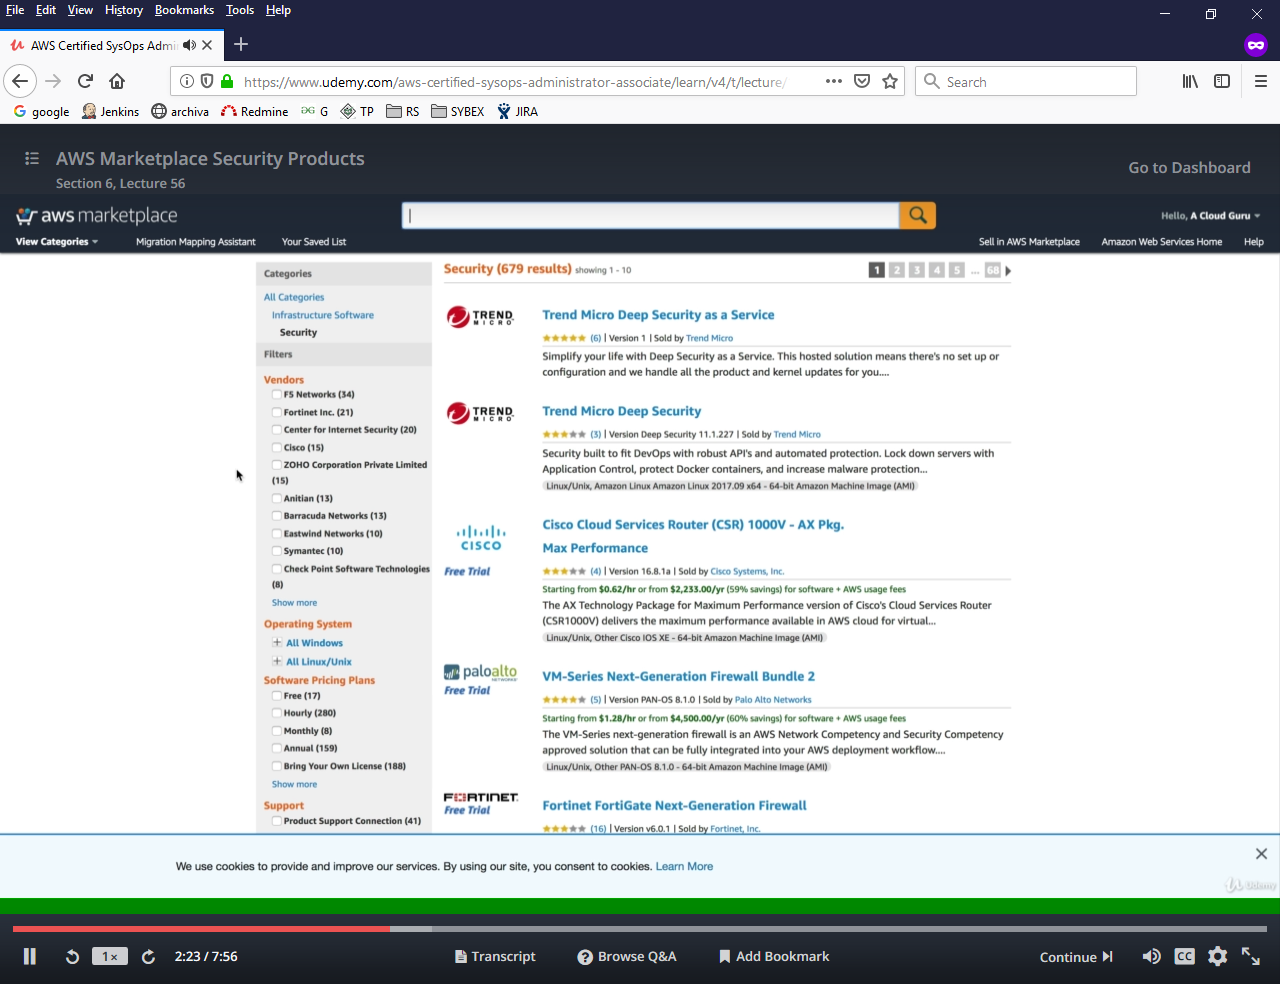 File Edit View History Bookmarks Tools Help
AWS Certified SysOps Admi
https://www.udemy.com/aws-certified-sysops-administrator-associate/learn/v4/t/lecture/
Search
google Jenkins archiva Redmine G TP RS SYBEX JIRA
AWS Marketplace Security Products
Section 6, Lecture 56
Go to Dashboard
aws marketplace
Hello, A Cloud Guru
View Categories Migration Mapping Assistant Your Saved List
Sell in AWS Marketplace Amazon Web Services Home Help
Categories
All Categories
Infrastructure Software
Security
Filters
Vendors
F5 Networks (34)
Fortinet Inc. (21)
Center for Internet Security (20)
Cisco (15)
ZOHO Corporation Private Limited
(15)
Anitian (13)
Barracuda Networks (13)
Eastwind Networks (10)
Symantec (10)
Check Point Software Technologies
(8)
Show more
Operating System
All Windows
All Linux/Unix
Software Pricing Plans
Free (17)
Hourly (280)
Monthly (8)
Annual (159)
Bring Your Own License (188)
Show more
Support
Product Support Connection (41)
Security (679 results) showing 1 - 10
1 2 3 4 5 ... 68
TREND
MICRO
Trend Micro Deep Security as a Service
(6) | Version 1 | Sold by Trend Micro
Simplify your life with Deep Security as a Service. This hosted solution means there's no set up or
configuration and we handle all the product and kernel updates for you....
TREND
MICRO
Trend Micro Deep Security
(3) | Version Deep Security 11.1.227 | Sold by Trend Micro
Security built to fit DevOps with robust API's and automated protection. Lock down servers with
Application Control, protect Docker containers, and increase malware protection...
Linux/Unix, Amazon Linux Amazon Linux 2017.09 x64 - 64-bit Amazon Machine Image (AMI)
CISCO
Free Trial
Cisco Cloud Services Router (CSR) 1000V - AX Pkg.
Max Performance
(4) | Version 16.8.1a | Sold by Cisco Systems, Inc.
Starting from $0.62/hr or from $2,233.00/yr (59% savings) for software + AWS usage fees
The AX Technology Package for Maximum Performance version of Cisco's Cloud Services Router
(CSR1000V) delivers the maximum performance available in AWS cloud for virtual...
Linux/Unix, Other Cisco IOS XE - 64-bit Amazon Machine Image (AMI)
paloalto
NETWORKS
Free Trial
VM-Series Next-Generation Firewall Bundle 2
(5) | Version PAN-OS 8.1.0 | Sold by Palo Alto Networks
Starting from $1.28/hr or from $4,500.00/yr (60% savings) for software + AWS usage fees
The VM-Series next-generation firewall is an AWS Network Competency and Security Competency
approved solution that can be fully integrated into your AWS deployment workflow....
Linux/Unix, Other PAN-OS 8.1.0 - 64-bit Amazon Machine Image (AMI)
FORTINET
Free Trial
Fortinet FortiGate Next-Generation Firewall
(16) | Version v6.0.1 | Sold by Fortinet, Inc.
We use cookies to provide and improve our services. By using our site, you consent to cookies. Learn More
Udemy
1x
2:23 / 7:56
Transcript
Browse Q&A
Add Bookmark
Continue
CC